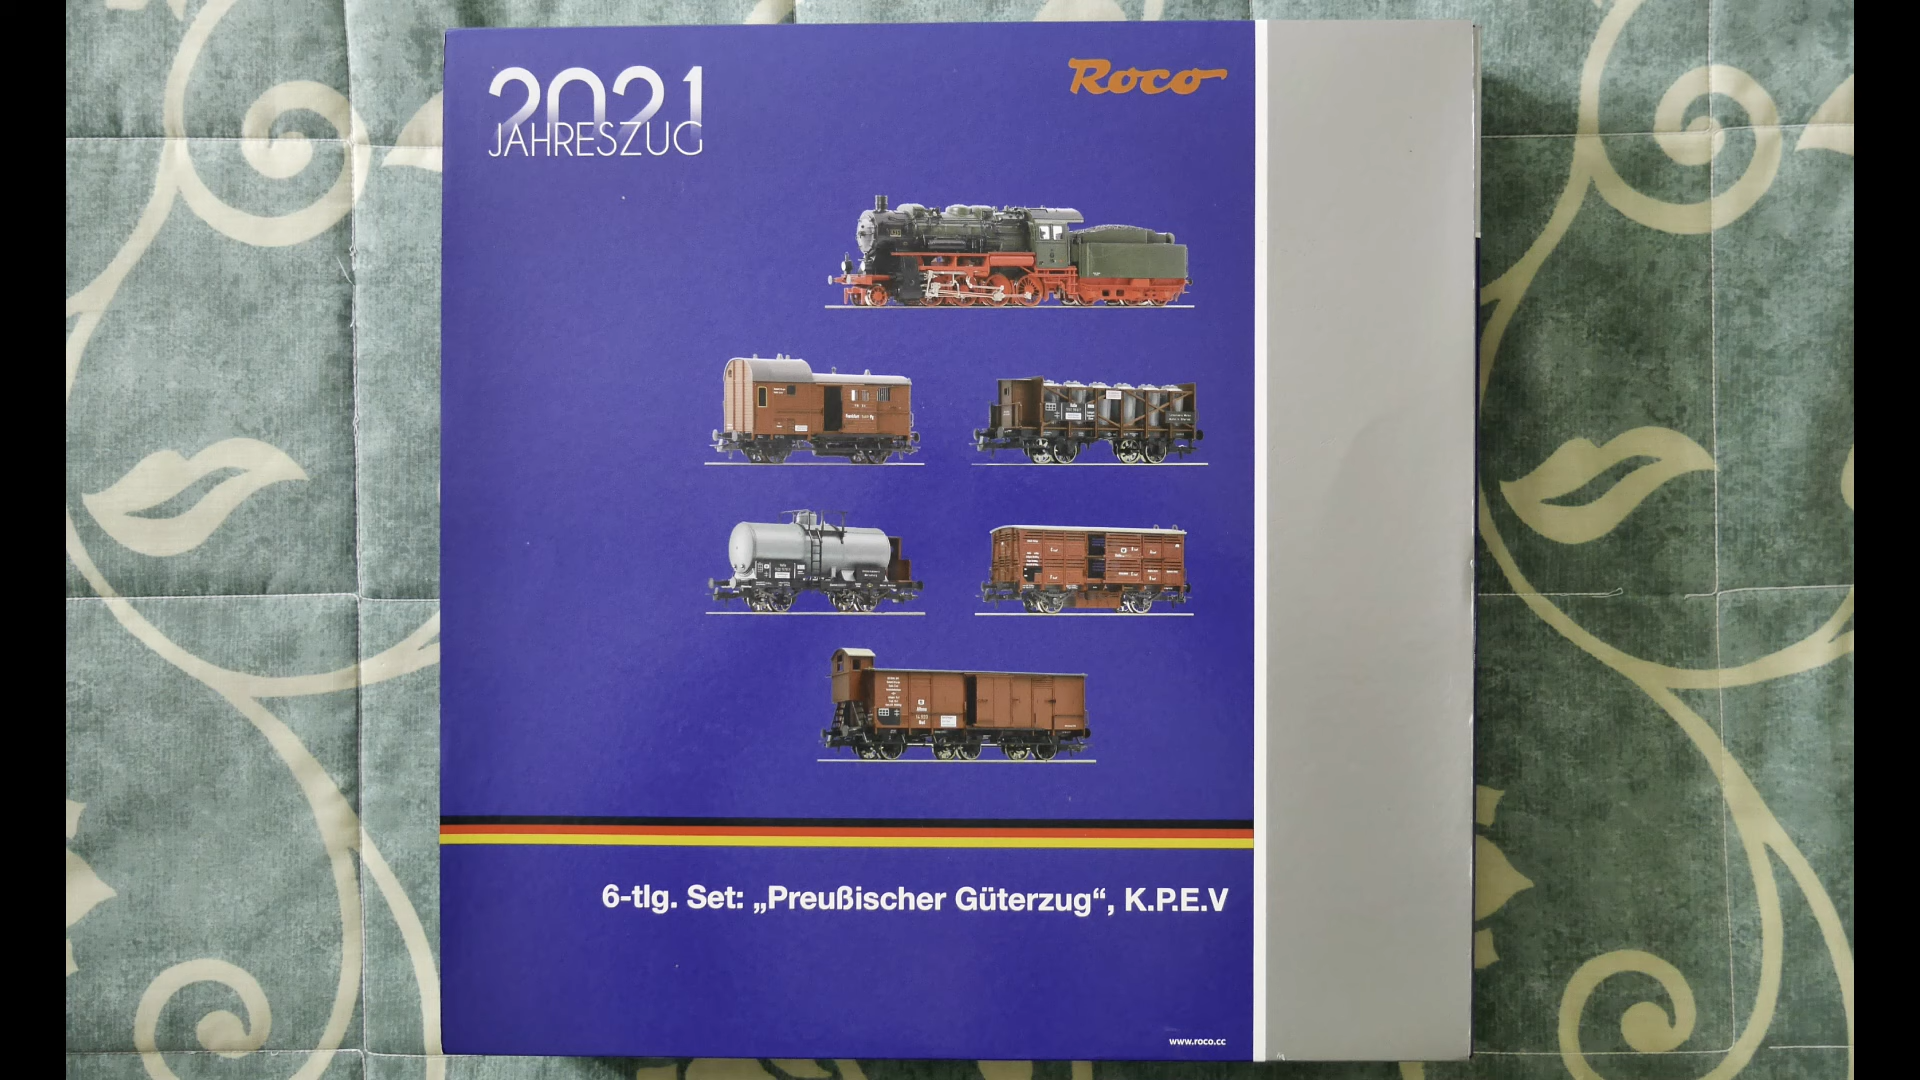 2021
JAHRESZUG
Roco
6-tlg. Set: „Preußischer Güterzug“, K.P.E.V
www.roco.cc